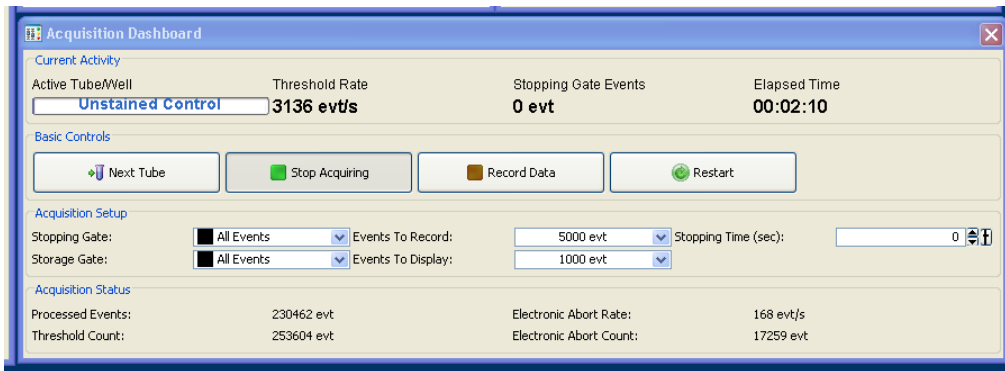 Acquisition Dashboard
Current Activity
Active Tube/Well Threshold Rate Stopping Gate Events Elapsed Time
Unstained Control 3136 evt/s 0 evt 00:02:10
Basic Controls
Next Tube Stop Acquiring Record Data Restart
Acquisition Setup
Stopping Gate: All Events Events To Record: 5000 evt Stopping Time (sec): 0
Storage Gate: All Events Events To Display: 1000 evt
Acquisition Status
Processed Events: 230462 evt Electronic Abort Rate: 168 evt/s
Threshold Count: 253604 evt Electronic Abort Count: 17259 evt